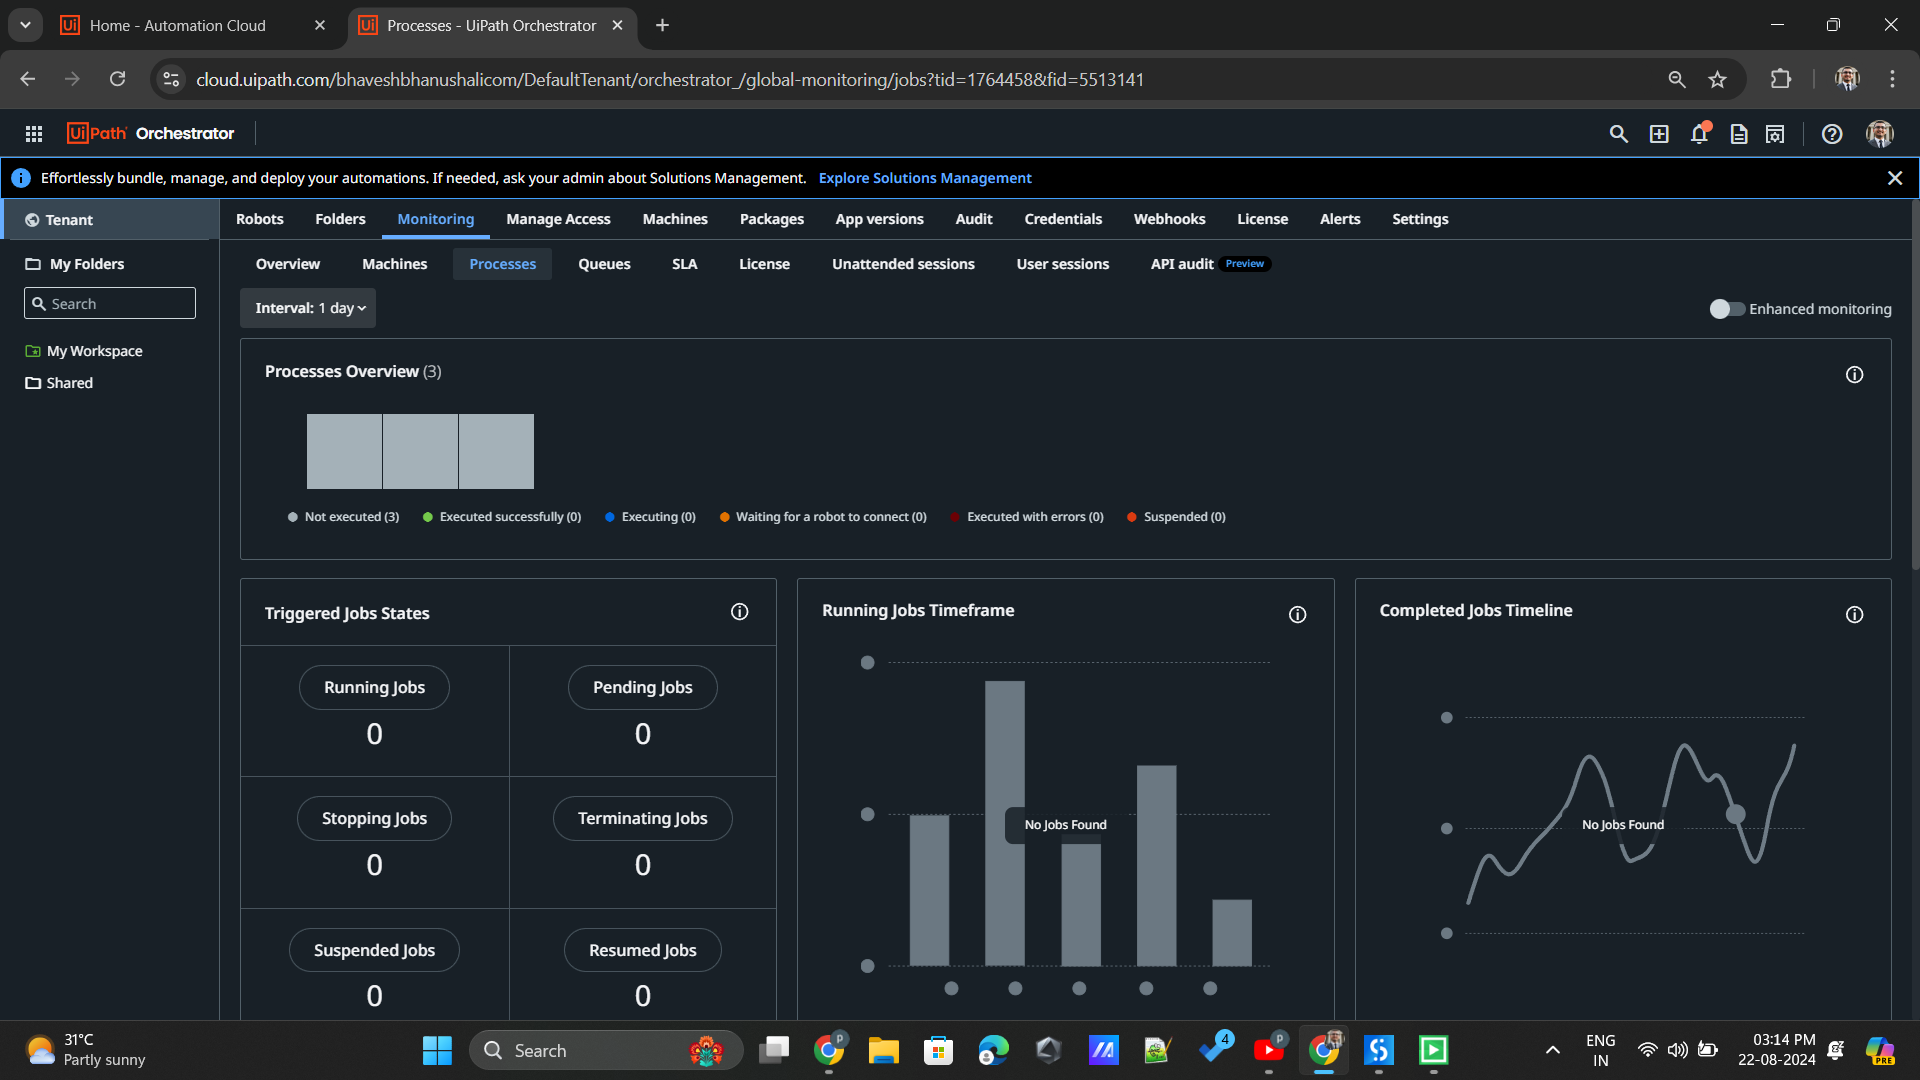 Home - Automation Cloud
Processes - UiPath Orchestrator
cloud.uipath.com/bhaveshbhanushalicom/DefaultTenant/orchestrator_/global-monitoring/jobs?tid=1764458&fid=5513141
UiPath Orchestrator
Effortlessly bundle, manage, and deploy your automations. If needed, ask your admin about Solutions Management. Explore Solutions Management
Tenant
Robots Folders Monitoring Manage Access Machines Packages App versions Audit Credentials Webhooks License Alerts Settings
My Folders
Overview Machines Processes Queues SLA License Unattended sessions User sessions API audit Preview
Search
Interval: 1 day
Enhanced monitoring
My Workspace
Shared
Processes Overview (3)
Not executed (3) Executed successfully (0) Executing (0) Waiting for a robot to connect (0) Executed with errors (0) Suspended (0)
Triggered Jobs States
Running Jobs
0
Pending Jobs
0
Stopping Jobs
0
Terminating Jobs
0
Suspended Jobs
0
Resumed Jobs
0
Running Jobs Timeframe
No Jobs Found
Completed Jobs Timeline
No Jobs Found
31°C
Partly sunny
Search
P
4
P
ENG
IN
03:14 PM
22-08-2024
PRE